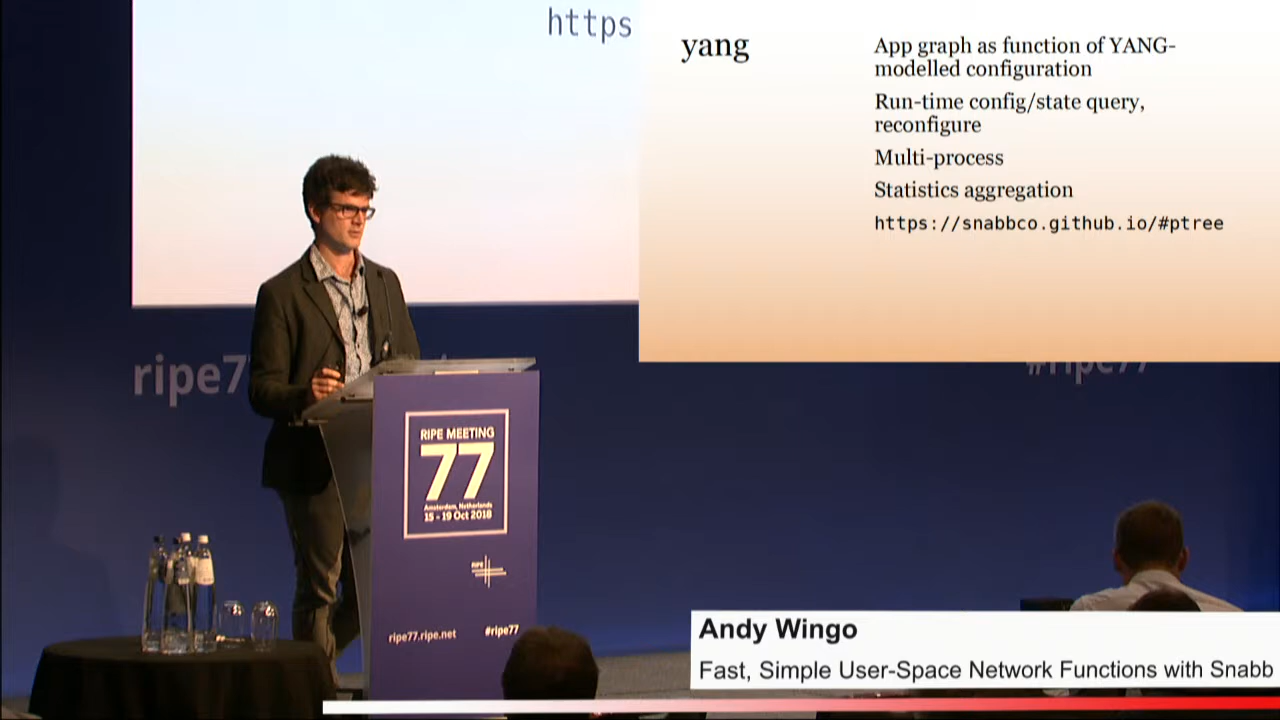 https
yang
App graph as function of YANG-
modelled configuration
Run-time config/state query,
reconfigure
Multi-process
Statistics aggregation
https://snabbco.github.io/#ptree
ripe77
#ripe77
RIPE MEETING
77
Amsterdam, Netherlands
15 - 19 Oct 2018
RIPE
ripe77.ripe.net
#ripe77
Andy Wingo
Fast, Simple User-Space Network Functions with Snabb